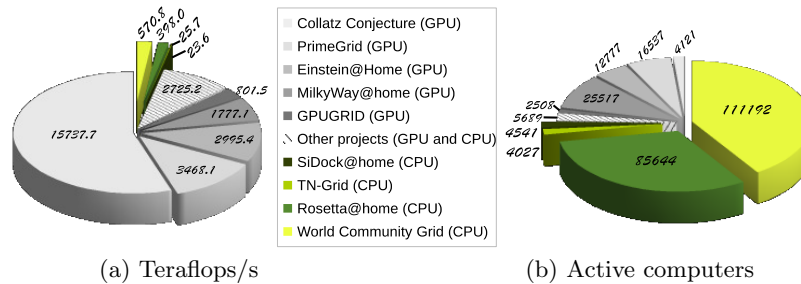 570.8
398.0
25.7
23.6
2725.2
801.5
1777.1
2995.4
3468.1
15737.7
(a) Teraflops/s
Collatz Conjecture (GPU)
PrimeGrid (GPU)
Einstein@Home (GPU)
MilkyWay@home (GPU)
GPUGRID (GPU)
Other projects (GPU and CPU)
SiDock@home (CPU)
TN-Grid (CPU)
Rosetta@home (CPU)
World Community Grid (CPU)
4121
16537
12777
25517
2508
5689
4541
4027
85644
111192
(b) Active computers